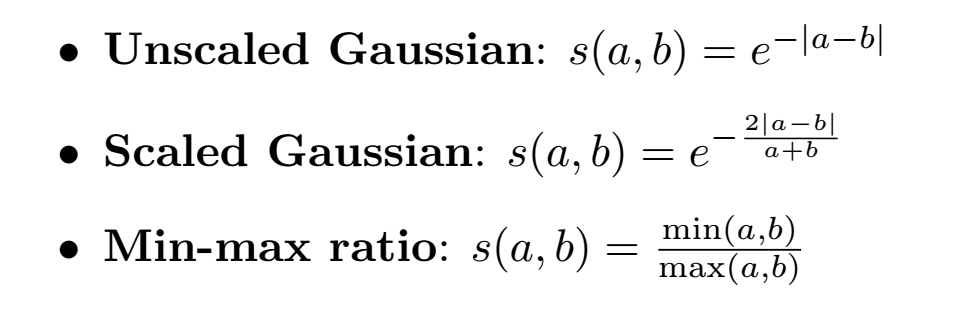 • Unscaled Gaussian: $s(a, b) = e^{-|a-b|}$
• Scaled Gaussian: $s(a, b) = e^{-\frac{2|a-b|}{a+b}}$
• Min-max ratio: $s(a, b) = \frac{\min(a,b)}{\max(a,b)}$